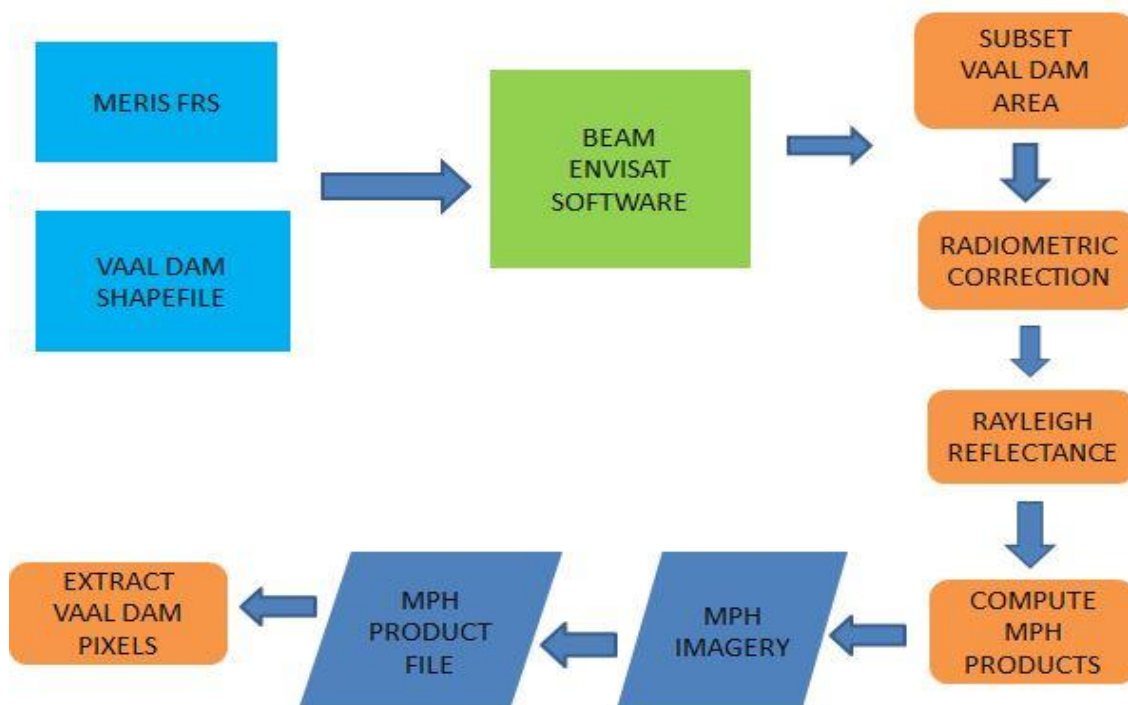 MERIS FRS
VAAL DAM
SHAPEFILE
BEAM
ENVISAT
SOFTWARE
SUBSET
VAAL DAM
AREA
RADIOMETRIC
CORRECTION
RAYLEIGH
REFLECTANCE
COMPUTE
MPH
PRODUCTS
MPH
IMAGERY
MPH
PRODUCT
FILE
EXTRACT
VAAL DAM
PIXELS